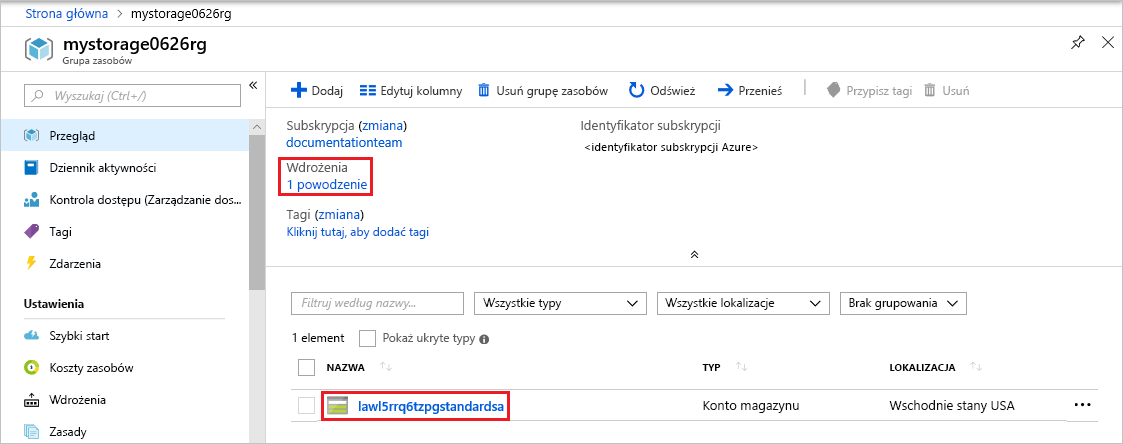 Strona główna > mystorage0626rg
mystorage0626rg
Grupa zasobów
Wyszukaj (Ctrl+/)
Przegląd
Dziennik aktywności
Kontrola dostępu (Zarządzanie dos...
Tagi
Zdarzenia
Ustawienia
Szybki start
Koszty zasobów
Wdrożenia
Zasady
Dodaj Edytuj kolumny Usuń grupę zasobów Odśwież Przenieś Przypisz tagi Usuń
Subskrypcja (zmiana)
documentationteam
Identyfikator subskrypcji
<identyfikator subskrypcji Azure>
Wdrożenia
1 powodzenie
Tagi (zmiana)
Kliknij tutaj, aby dodać tagi
Filtruj według nazwy... Wszystkie typy Wszystkie lokalizacje Brak grupowania
1 element Pokaż ukryte typy
NAZWA TYP LOKALIZACJA
lawl5rrq6tzpgstandardsa Konto magazynu Wschodnie stany USA